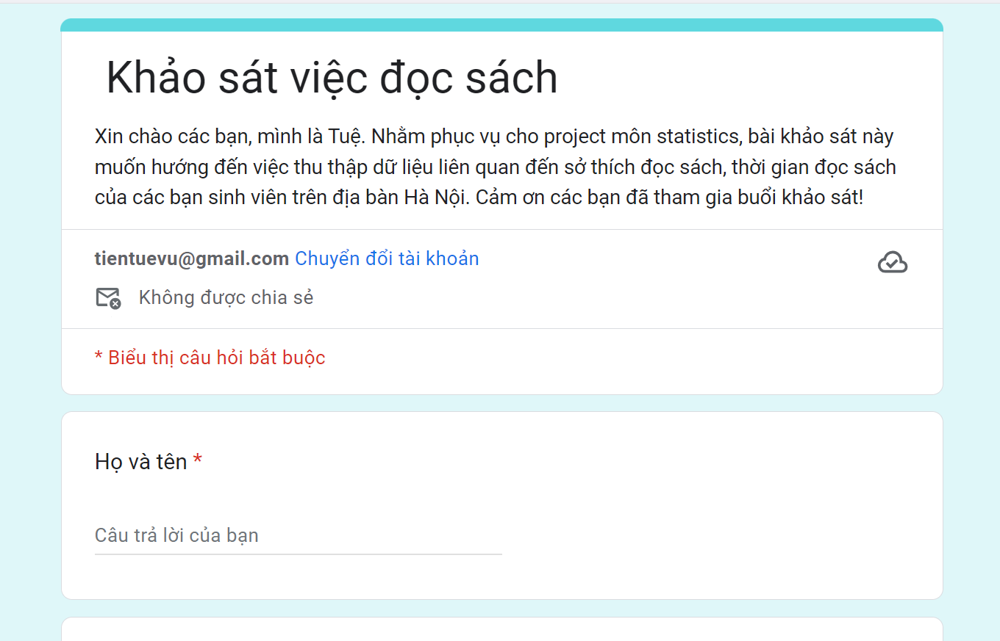 Khảo sát việc đọc sách
Xin chào các bạn, mình là Tuệ. Nhằm phục vụ cho project môn statistics, bài khảo sát này
muốn hướng đến việc thu thập dữ liệu liên quan đến sở thích đọc sách, thời gian đọc sách
của các bạn sinh viên trên địa bàn Hà Nội. Cảm ơn các bạn đã tham gia buổi khảo sát!
tientuevu@gmail.com Chuyển đổi tài khoản
Không được chia sẻ
* Biểu thị câu hỏi bắt buộc
Họ và tên *
Câu trả lời của bạn